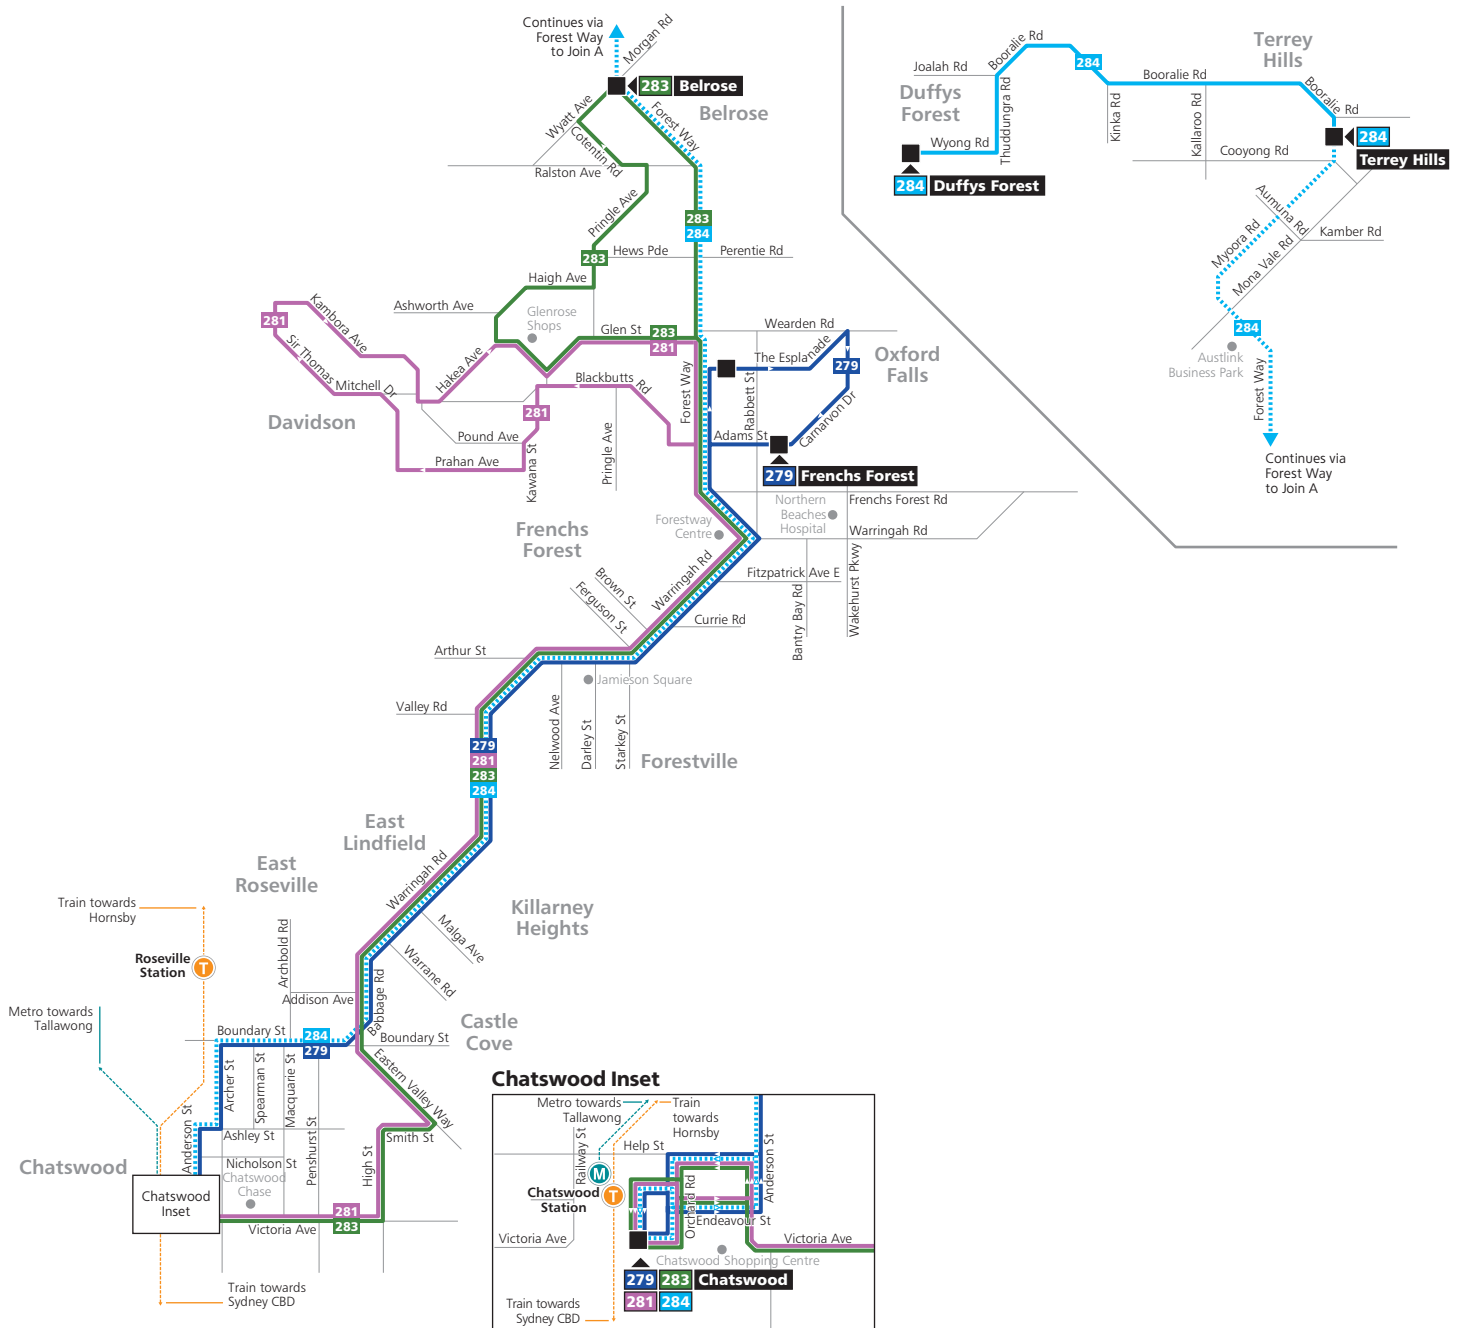 Continues via
Forest Way
to Join A
Morgan Rd
283 Belrose
Belrose
Wyatt Ave
Cotentin Rd
Forest Way
Ralston Ave
Pringle Ave
283
284
283
Hews Pde
Perentie Rd
Haigh Ave
Ashworth Ave
Glenrose
Shops
Glen St
283
281
281
Kambora Ave
Sir Thomas
Mitchell Dr
Hakea Ave
Blackbutts Rd
Forest Way
Wearden Rd
The Esplanade
Oxford
Falls
279
Rabbett St
Carnarvon Dr
Adams St
279 Frenchs Forest
Davidson
281
Pound Ave
Prahan Ave
Kawana St
Pringle Ave
Frenchs
Forest
Forestway
Centre
Northern
Beaches
Hospital
Frenchs Forest Rd
Warringah Rd
Warringah Rd
Brown St
Ferguson St
Fitzpatrick Ave E
Currie Rd
Bantry Bay Rd
Wakehurst Pkwy
Arthur St
Jamieson Square
Valley Rd
Nelwood Ave
Darley St
Starkey St
279
281
283
284
Forestville
East
Lindfield
East
Roseville
Warringah Rd
Killarney
Heights
Malga Ave
Warrane Rd
Train towards
Hornsby
Roseville
Station
T
Archbold Rd
Addison Ave
Babbage Rd
Metro towards
Tallawong
Boundary St
284
279
Boundary St
Castle
Cove
Eastern Valley Way
Archer St
Spearman St
Macquarie St
Penshurst St
Anderson St
Ashley St
Smith St
High St
Nicholson St
Chatswood
Chase
Chatswood
Chatswood
Inset
281
283
Victoria Ave
Train towards
Sydney CBD
Duffys
Forest
Joalah Rd
Booralie Rd
284
Booralie Rd
Terrey
Hills
Booralie Rd
Thuddungra Rd
Wyong Rd
284 Duffys Forest
Kinka Rd
Kallaroo Rd
Cooyong Rd
284
Terrey Hills
Aumuna Rd
Kamber Rd
Myoora Rd
Mona Vale Rd
284
Austlink
Business Park
Forest Way
Continues via
Forest Way
to Join A
Chatswood Inset
Metro towards
Tallawong
Train
towards
Hornsby
Railway St
Help St
M
Chatswood
Station
T
Orchard Rd
Anderson St
Endeavour St
Victoria Ave
Victoria Ave
Chatswood Shopping Centre
279 283 Chatswood
281 284
Train towards
Sydney CBD